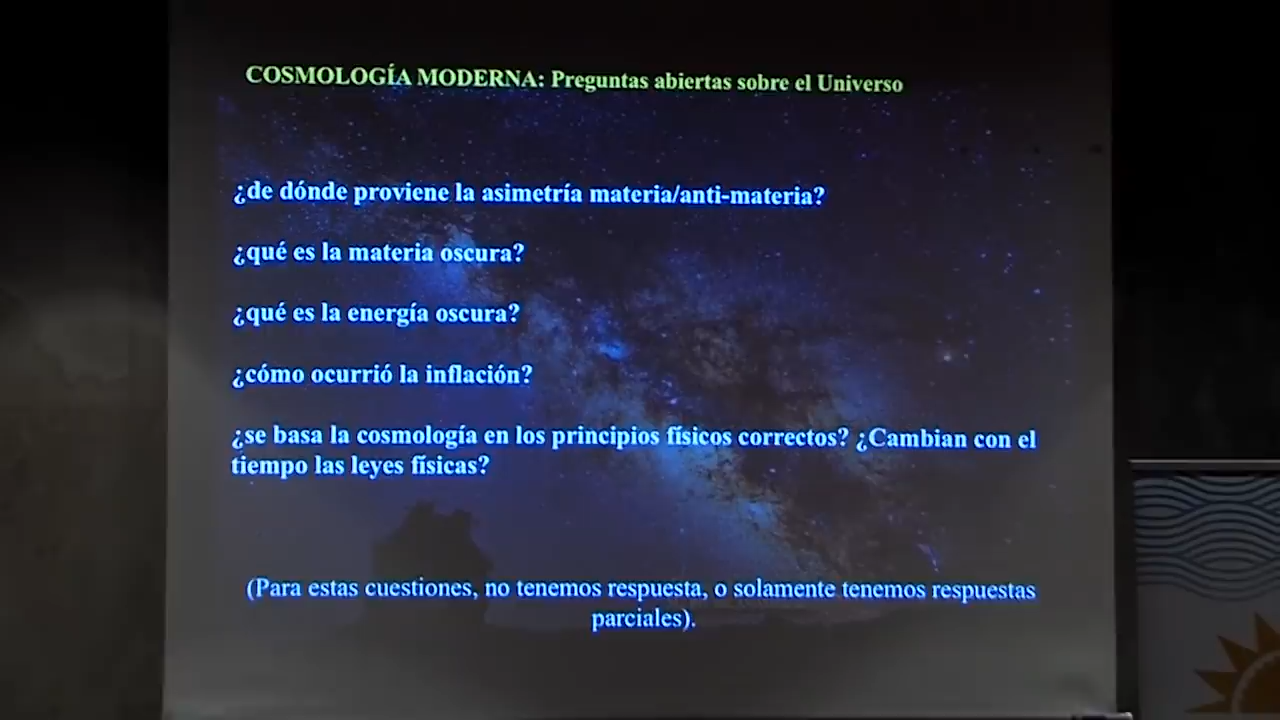 COSMOLOGÍA MODERNA: Preguntas abiertas sobre el Universo
¿de dónde proviene la asimetría materia/anti-materia?
¿qué es la materia oscura?
¿qué es la energía oscura?
¿cómo ocurrió la inflación?
¿se basa la cosmología en los principios físicos correctos? ¿Cambian con el
tiempo las leyes físicas?
(Para estas cuestiones, no tenemos respuesta, o solamente tenemos respuestas
parciales).